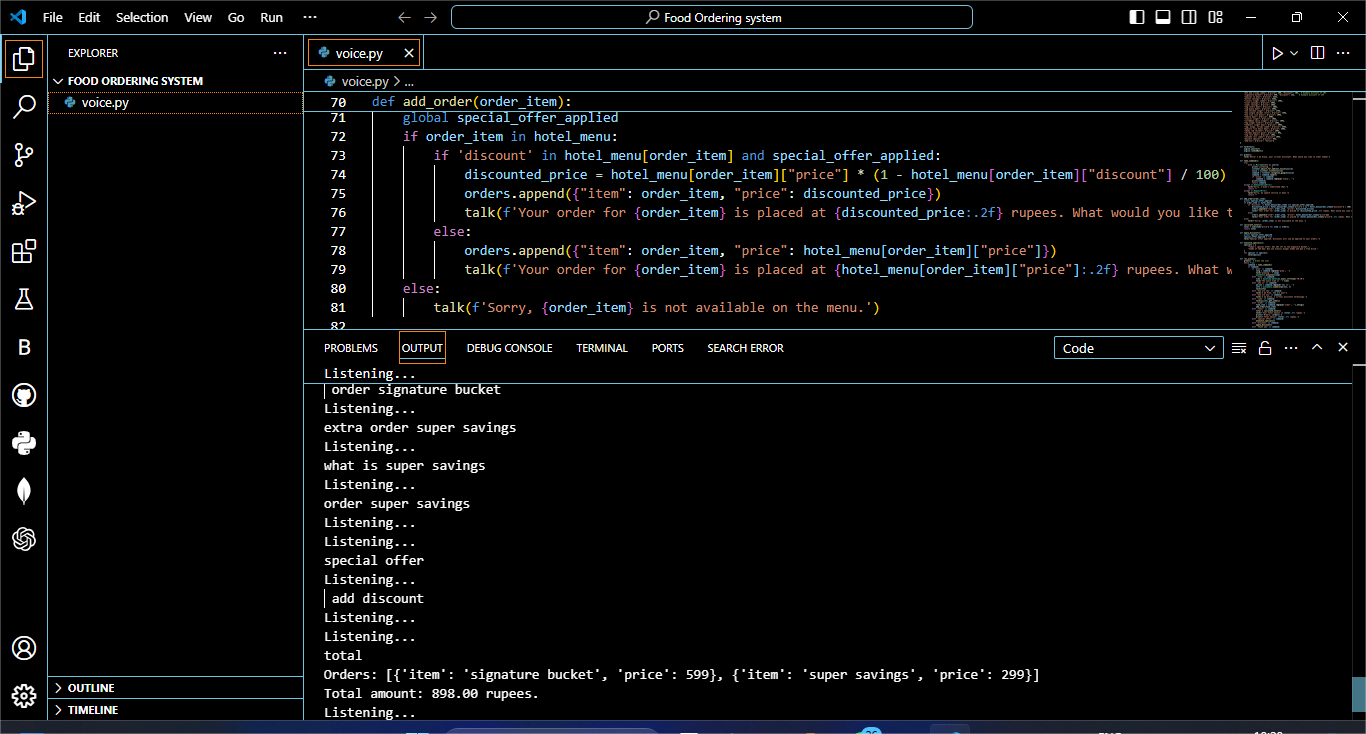 File Edit Selection View Go Run ... Food Ordering system
EXPLORER ...
FOOD ORDERING SYSTEM
voice.py
OUTLINE
TIMELINE
voice.py
voice.py > ...
70 def add_order(order_item):
71 global special_offer_applied
72 if order_item in hotel_menu:
73 if 'discount' in hotel_menu[order_item] and special_offer_applied:
74 discounted_price = hotel_menu[order_item]["price"] * (1 - hotel_menu[order_item]["discount"] / 100)
75 orders.append({"item": order_item, "price": discounted_price})
76 talk(f'Your order for {order_item} is placed at {discounted_price:.2f} rupees. What would you like t
77 else:
78 orders.append({"item": order_item, "price": hotel_menu[order_item]["price"]})
79 talk(f'Your order for {order_item} is placed at {hotel_menu[order_item]["price"]:.2f} rupees. What w
80 else:
81 talk(f'Sorry, {order_item} is not available on the menu.')
82
PROBLEMS OUTPUT DEBUG CONSOLE TERMINAL PORTS SEARCH ERROR Code
Listening...
order signature bucket
Listening...
extra order super savings
Listening...
what is super savings
Listening...
order super savings
Listening...
Listening...
special offer
Listening...
add discount
Listening...
Listening...
total
Orders: [{'item': 'signature bucket', 'price': 599}, {'item': 'super savings', 'price': 299}]
Total amount: 898.00 rupees.
Listening...